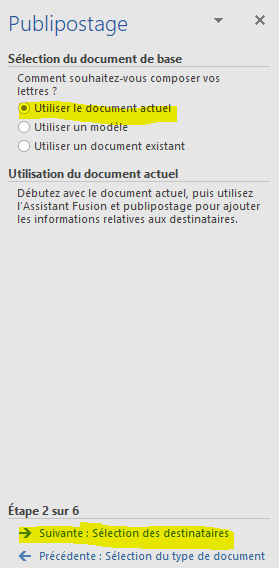 Publipostage
Sélection du document de base
Comment souhaitez-vous composer vos
lettres ?
Utiliser le document actuel
Utiliser un modèle
Utiliser un document existant
Utilisation du document actuel
Débutez avec le document actuel, puis utilisez
l'Assistant Fusion et publipostage pour ajouter
les informations relatives aux destinataires.
Étape 2 sur 6
Suivante : Sélection des destinataires
Précédente : Sélection du type de document